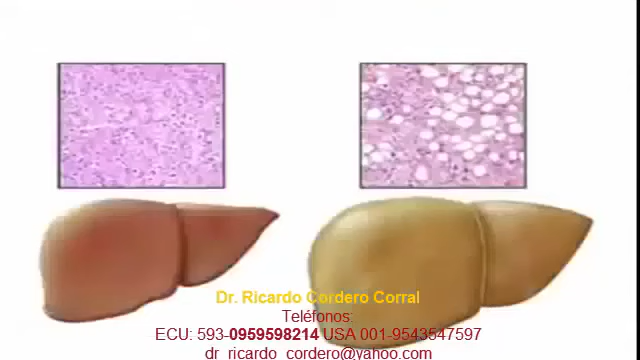 Dr. Ricardo Cordero Corral
Teléfonos:
ECU: 593-0959598214 USA 001-9543547597
dr_ricardo_cordero@yahoo.com